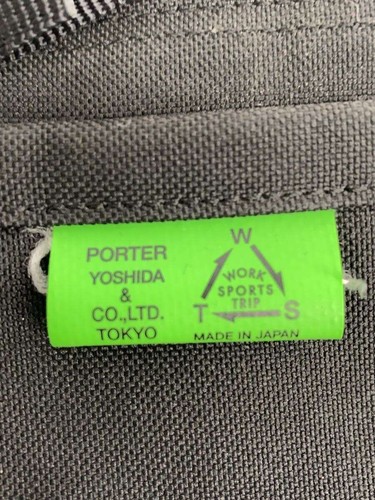 PORTER
YOSHIDA
&
CO.,LTD.
TOKYO
W
WORK
SPORTS
TRIP
T S
MADE IN JAPAN